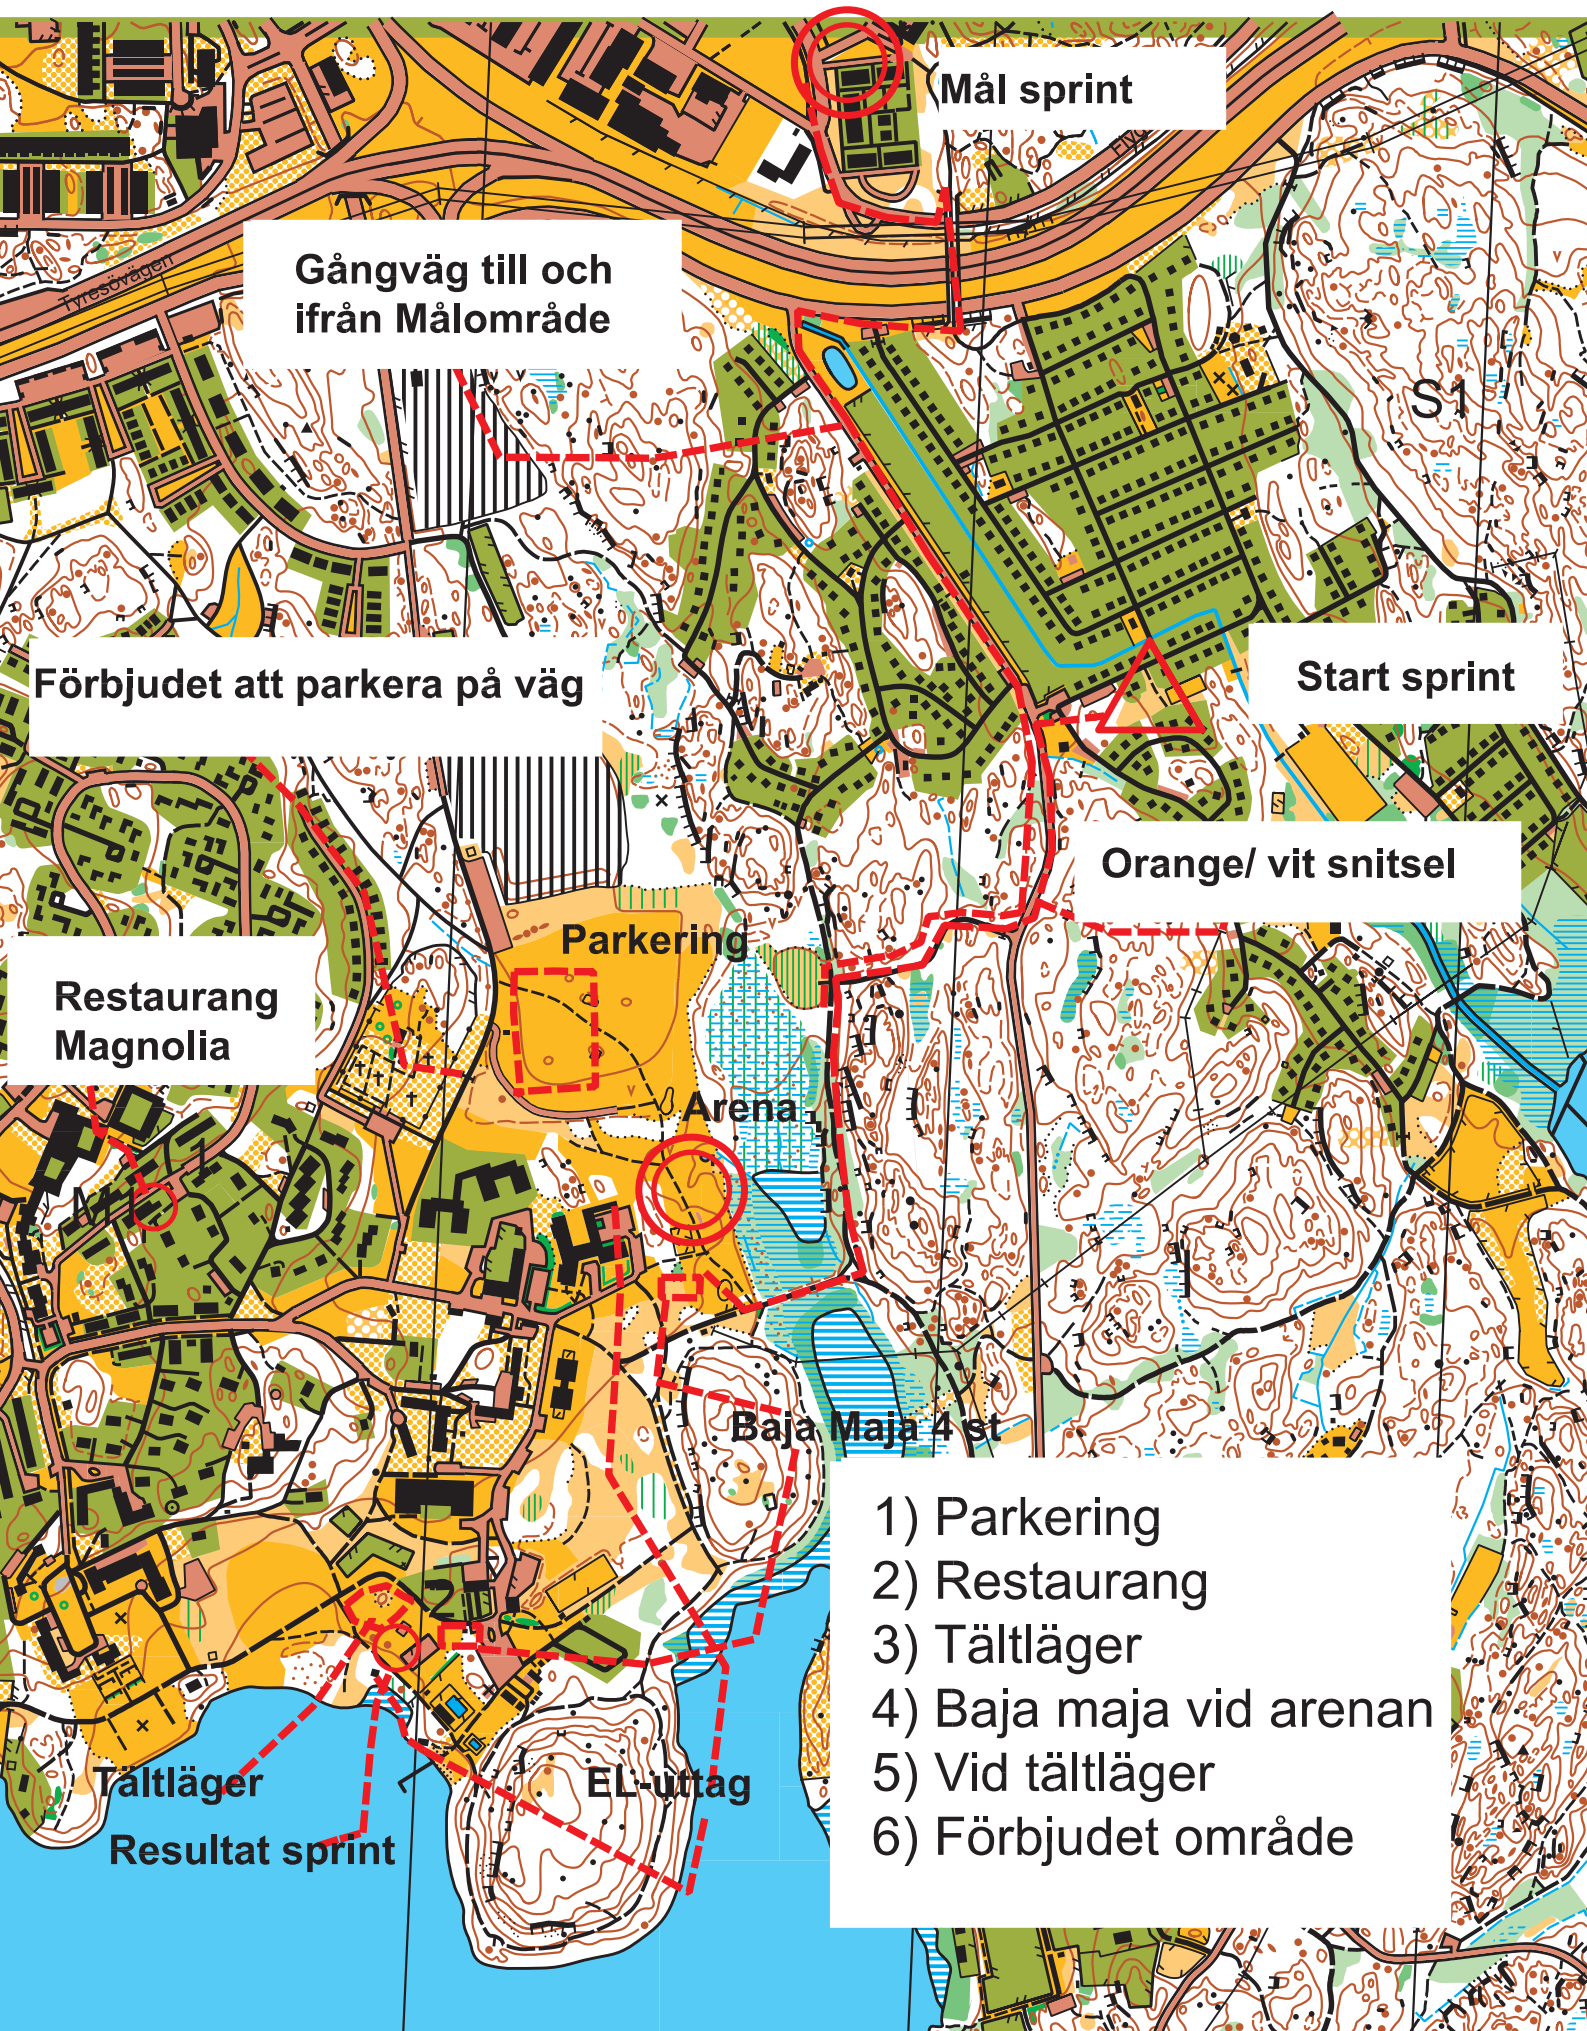 Mål sprint
Gångväg till och
ifrån Målområde
Tyresövägen
S1
Förbjudet att parkera på väg
Start sprint
Orange/ vit snitsel
Parkering
Restaurang
Magnolia
Arena
Baja Maja 4 st
1) Parkering
2) Restaurang
3) Tältläger
4) Baja maja vid arenan
5) Vid tältläger
6) Förbjudet område
2
Tältläger
EL-uttag
Resultat sprint